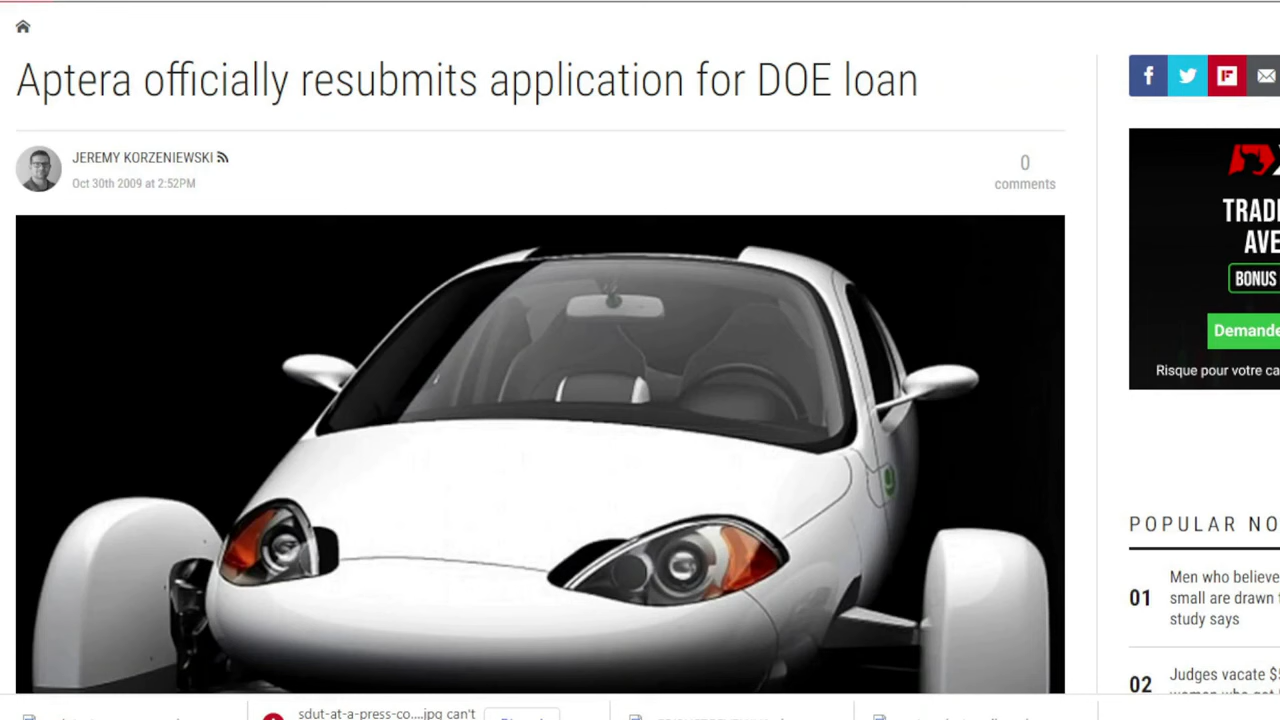 Aptera officially resubmits application for DOE loan
JEREMY KORZENIEWSKI
Oct 30th 2009 at 2:52PM
0
comments
TRAD
AVE
BONUS
Demande
Risque pour votre ca
POPULAR NO
01
Men who believe
small are drawn
study says
02
Judges vacate $
sdut-at-a-press-co....jpg can't